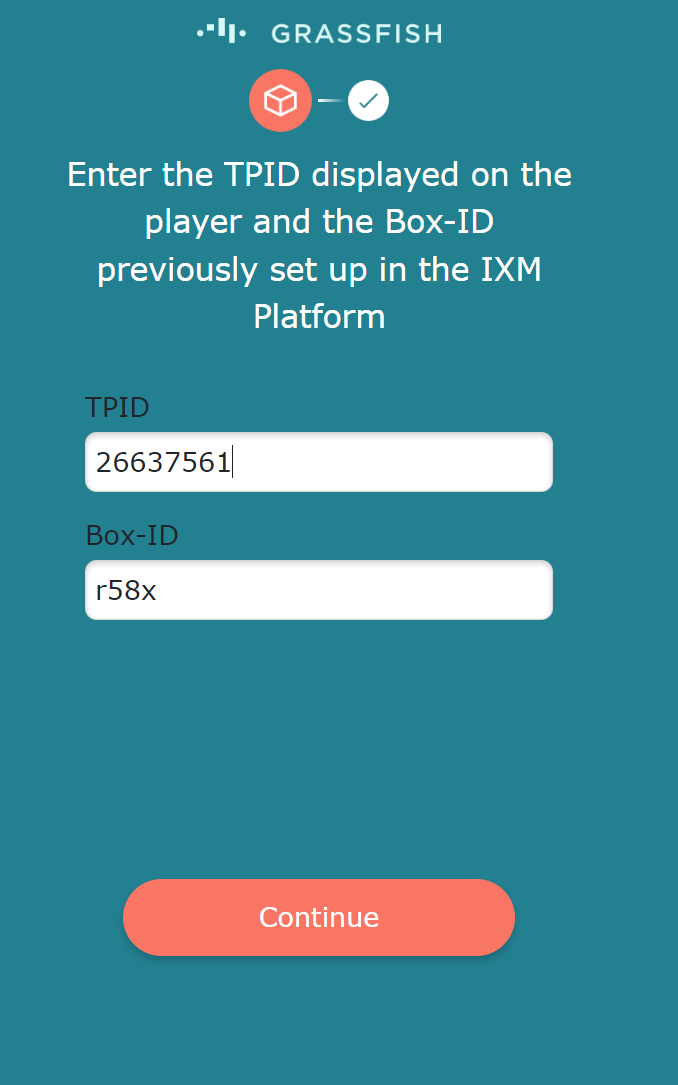 GRASSFISH
Enter the TPID displayed on the
player and the Box-ID
previously set up in the IXM
Platform
TPID
26637561
Box-ID
r58x
Continue